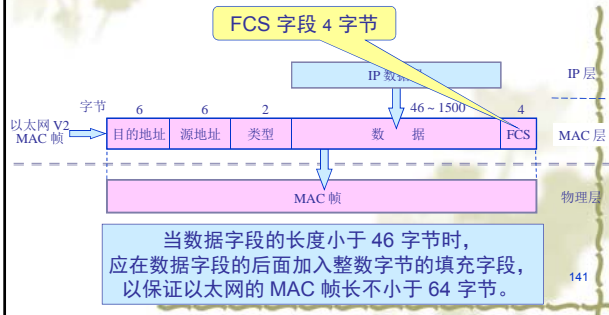 FCS 字段 4 字节
IP 数据
IP 层
字节
6
6
2
46 ~ 1500
4
以太网 V2
MAC 帧
目的地址
源地址
类型
数 据
FCS
MAC 层
MAC 帧
物理层
当数据字段的长度小于 46 字节时,
应在数据字段的后面加入整数字节的填充字段,
以保证以太网的 MAC 帧长不小于 64 字节。
141